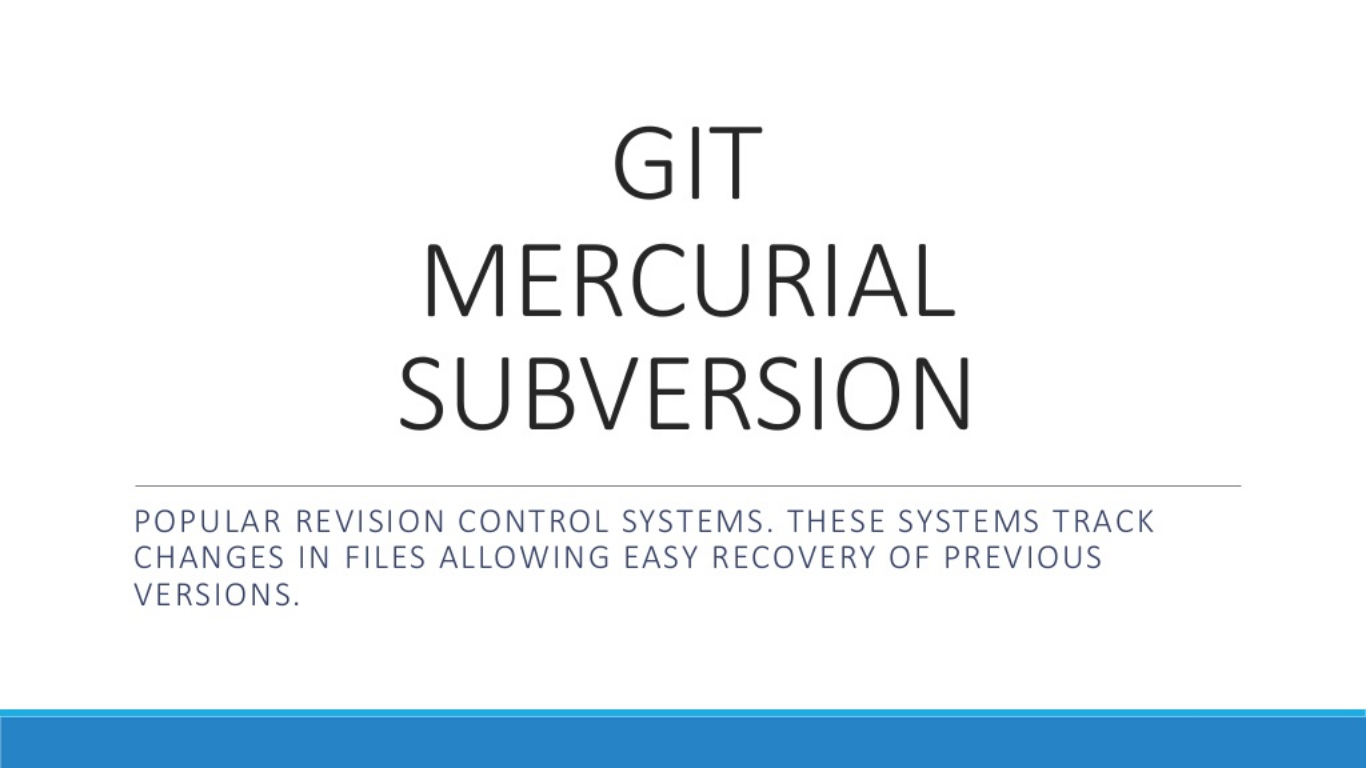 GIT
MERCURIAL
SUBVERSION
POPULAR REVISION CONTROL SYSTEMS. THESE SYSTEMS TRACK
CHANGES IN FILES ALLOWING EASY RECOVERY OF PREVIOUS
VERSIONS.